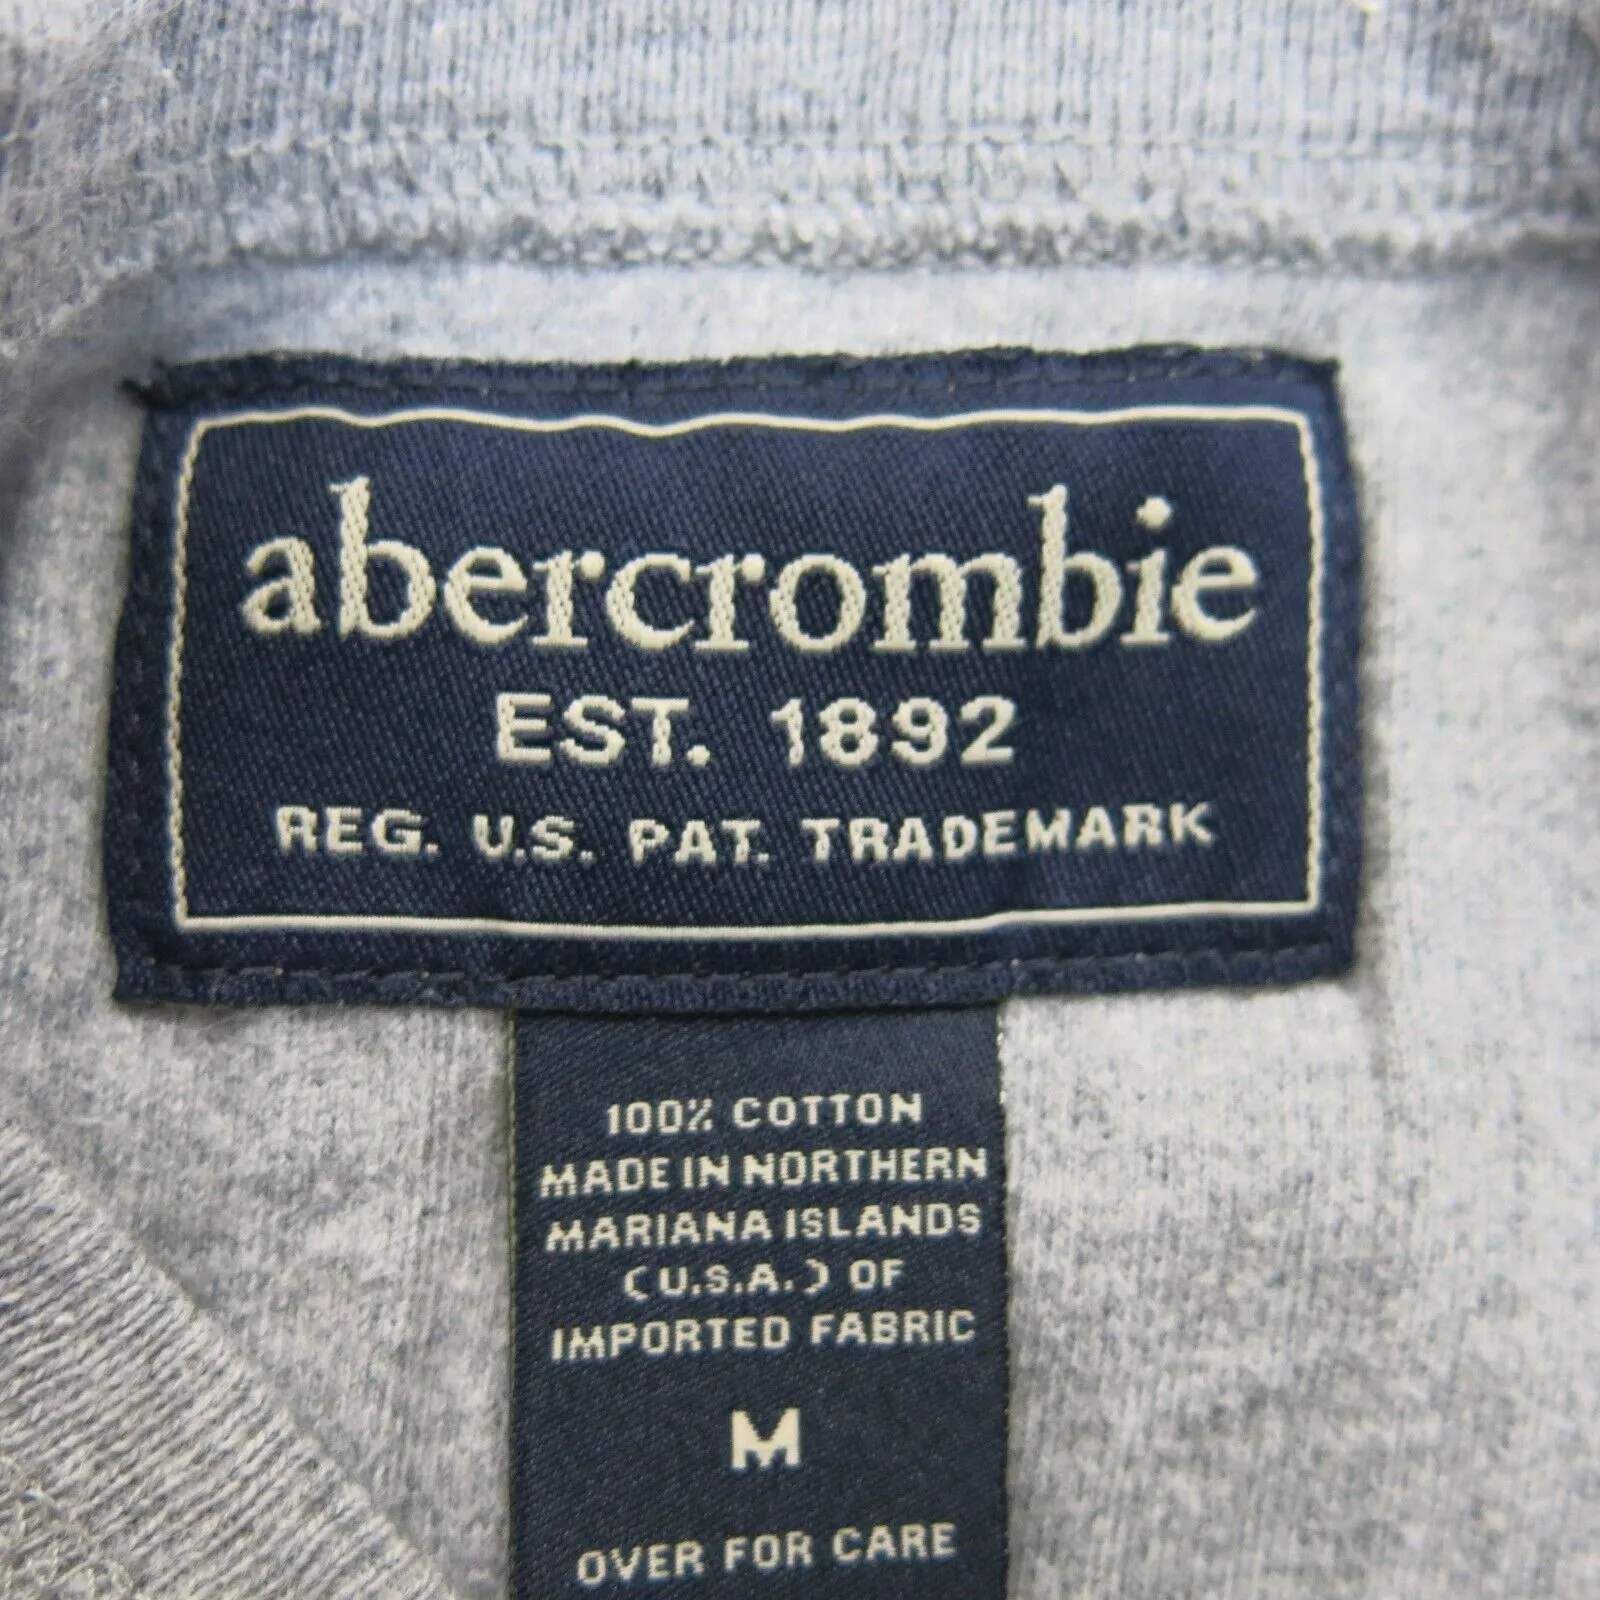 abercrombie
EST. 1892
REG. U.S. PAT. TRADEMARK
100% COTTON
MADE IN NORTHERN
MARIANA ISLANDS
(U.S.A.) OF
IMPORTED FABRIC
M
OVER FOR CARE